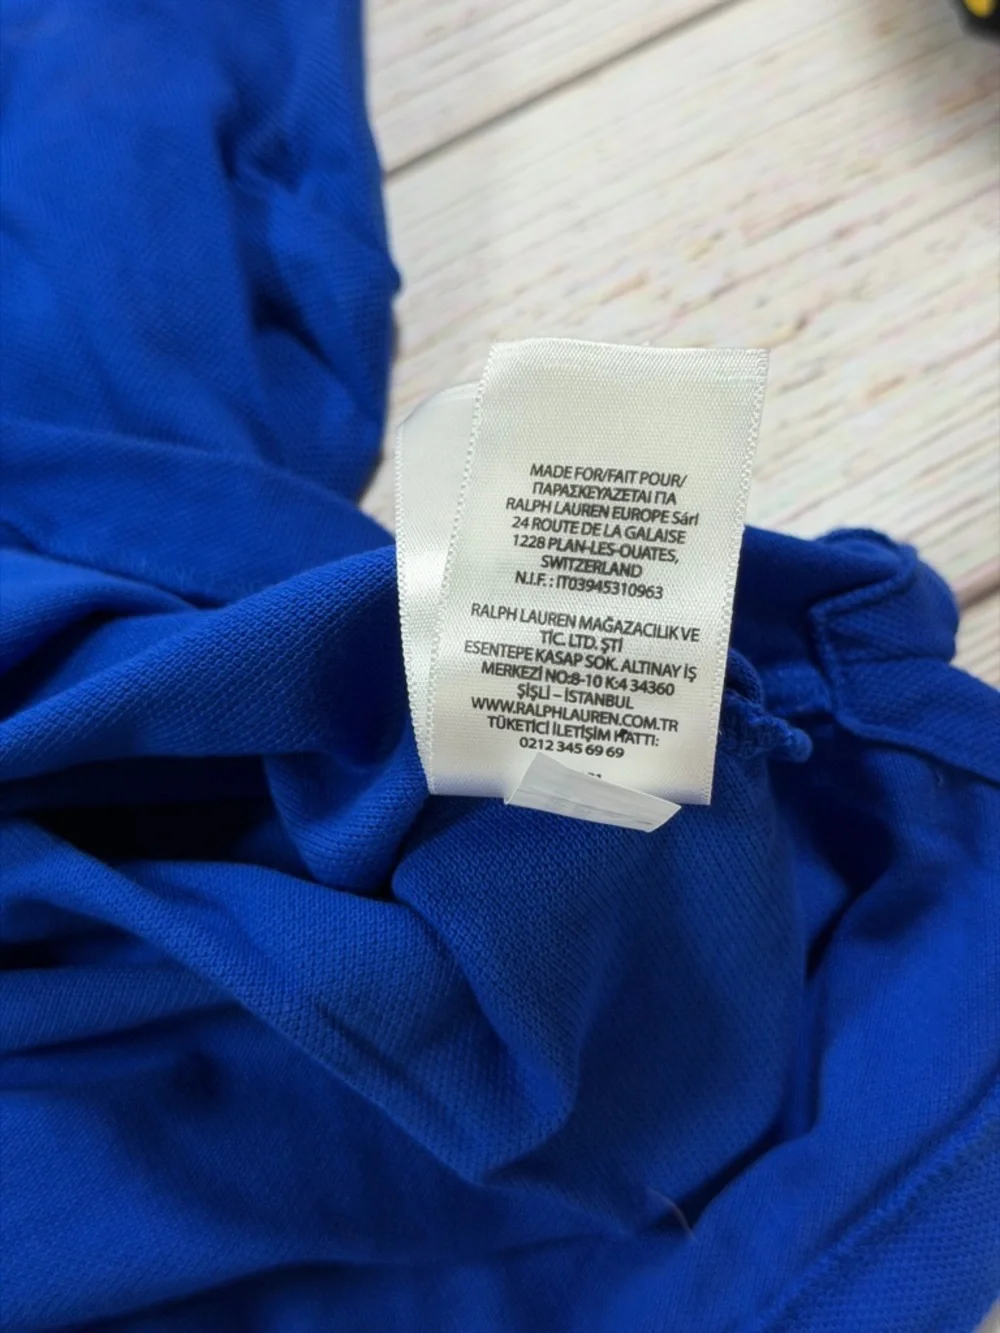 MADE FOR/FAIT POUR/
ΠΑΡΑΣΚΕΥΑΖΕΤΑΙ ΓΙΑ
RALPH LAUREN EUROPE Sárl
24 ROUTE DE LA GALAISE
1228 PLAN-LES-OUATES,
SWITZERLAND
N.I.F. : IT03945310963
RALPH LAUREN MAĞAZACILIK VE
TİC. LTD. ŞTİ
ESENTEPE KASAP SOK. ALTINAY İŞ
MERKEZİ NO:8-10 K:4 34360
ŞİŞLİ – İSTANBUL
WWW.RALPHLAUREN.COM.TR
TÜKETİCİ İLETİŞİM HATTI:
0212 345 69 69